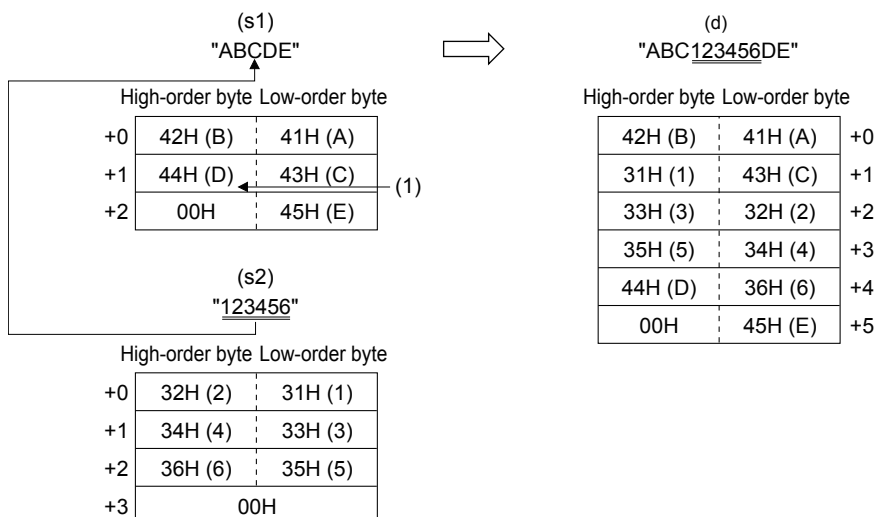 (s1)
"ABCDE"
High-order byte Low-order byte
+0 42H (B) 41H (A)
+1 44H (D) 43H (C) (1)
+2 00H 45H (E)
(s2)
"123456"
High-order byte Low-order byte
+0 32H (2) 31H (1)
+1 34H (4) 33H (3)
+2 36H (6) 35H (5)
+3 00H
(d)
"ABC123456DE"
High-order byte Low-order byte
42H (B) 41H (A) +0
31H (1) 43H (C) +1
33H (3) 32H (2) +2
35H (5) 34H (4) +3
44H (D) 36H (6) +4
00H 45H (E) +5